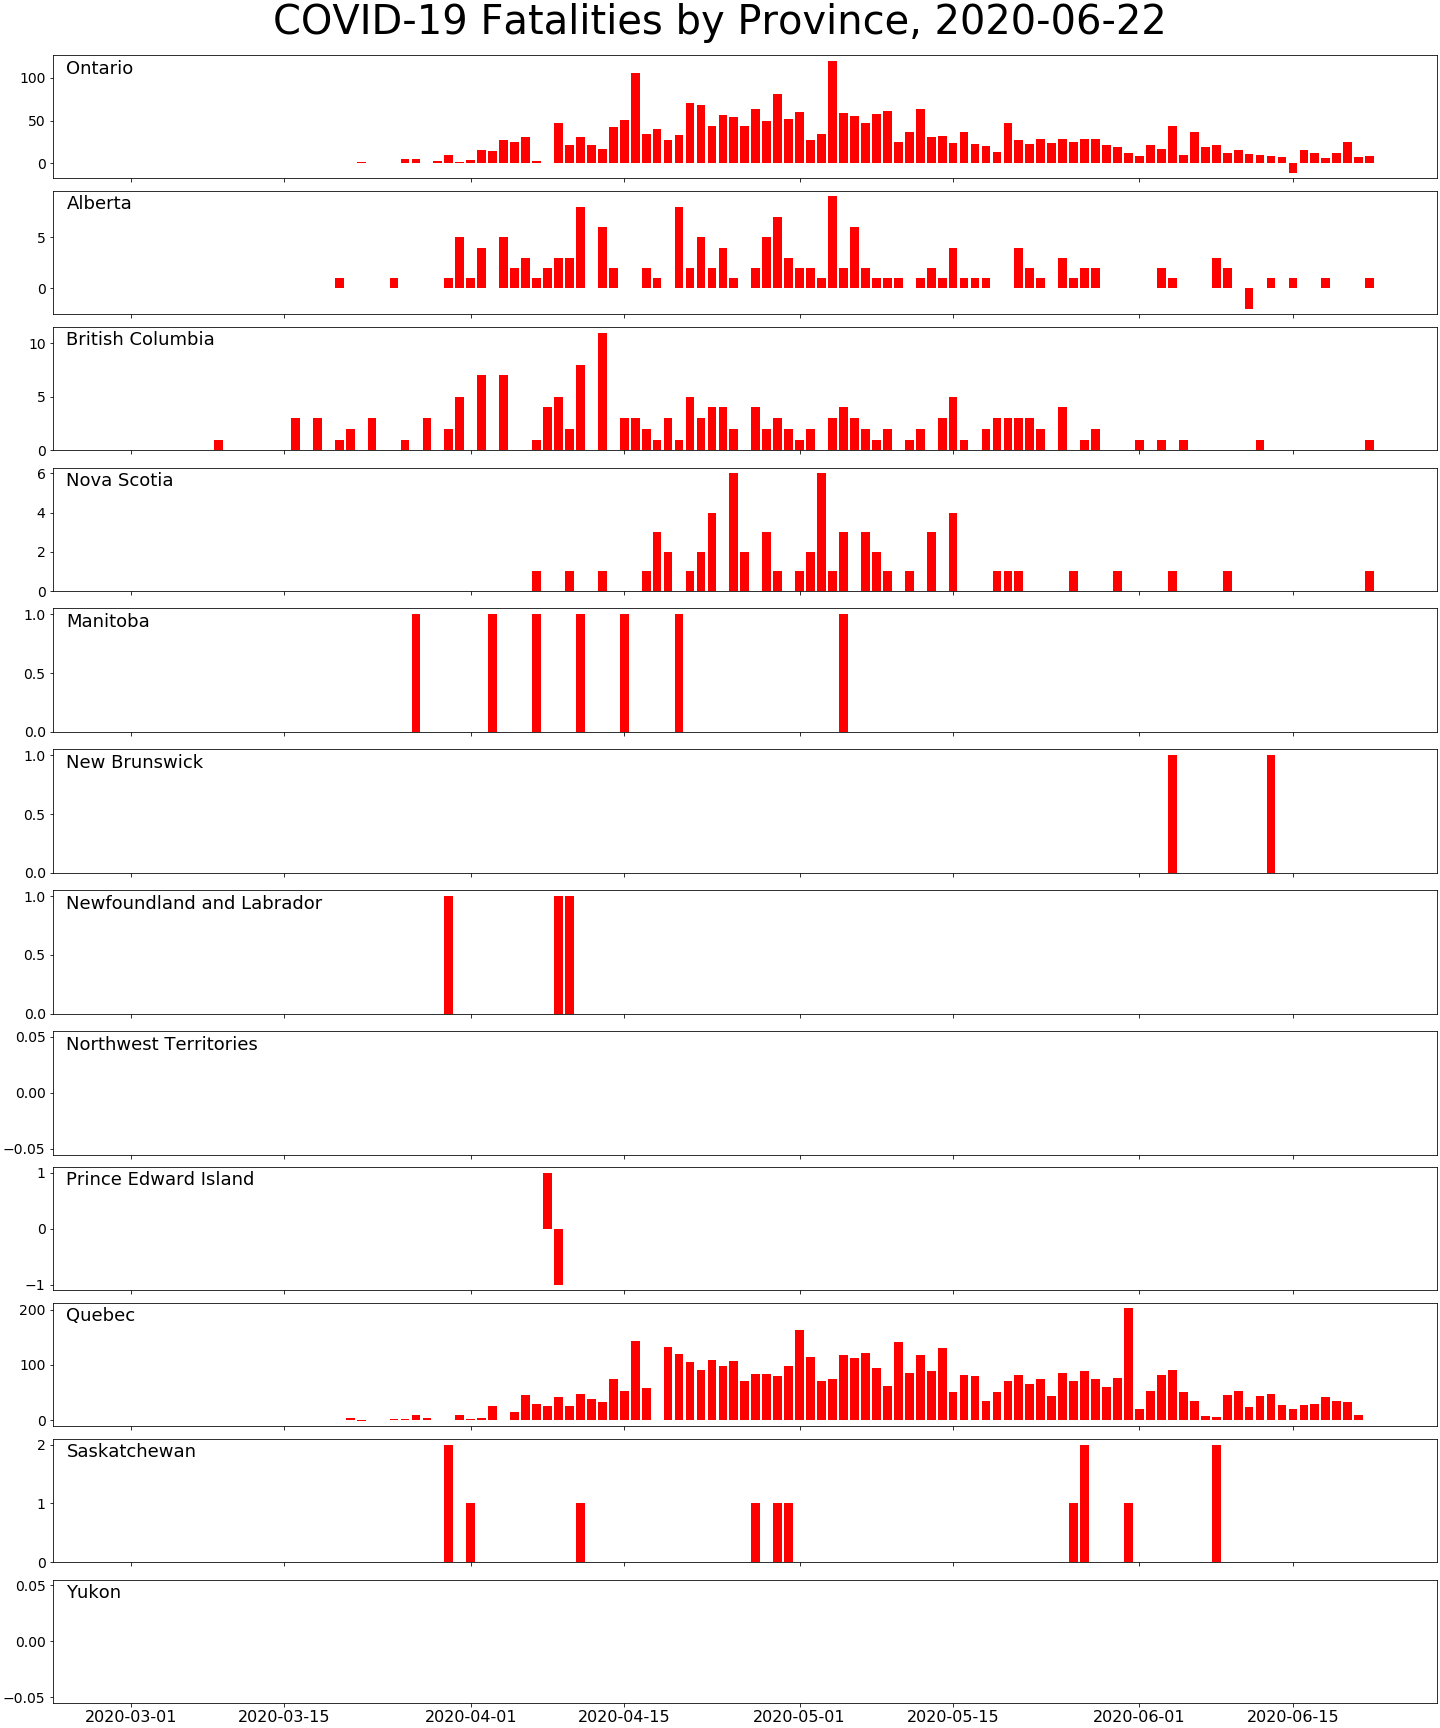 COVID-19 Fatalities by Province, 2020-06-22
Ontario
100
50
0
Alberta
5
0
British Columbia
10
5
0
Nova Scotia
6
4
2
0
Manitoba
1.0
0.5
0.0
New Brunswick
1.0
0.5
0.0
Newfoundland and Labrador
1.0
0.5
0.0
Northwest Territories
0.05
0.00
−0.05
Prince Edward Island
1
0
−1
Quebec
200
100
0
Saskatchewan
2
1
0
Yukon
0.05
0.00
−0.05
2020-03-01 2020-03-15 2020-04-01 2020-04-15 2020-05-01 2020-05-15 2020-06-01 2020-06-15